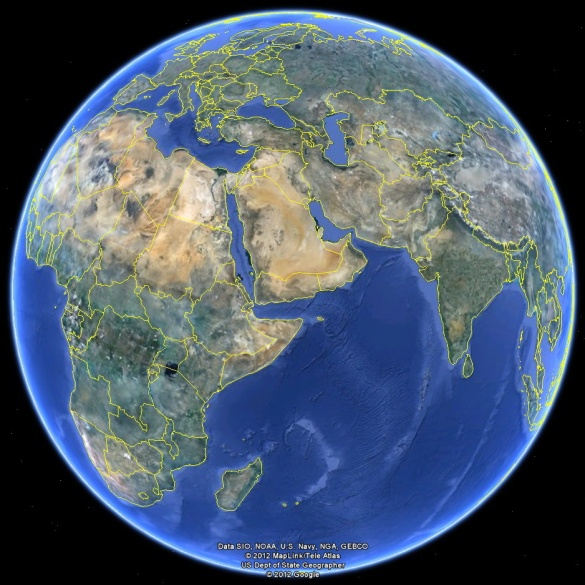 Data SIO, NOAA, U.S. Navy, NGA, GEBCO
© 2012 MapLink/Tele Atlas
US Dept of State Geographer
© 2012 Google